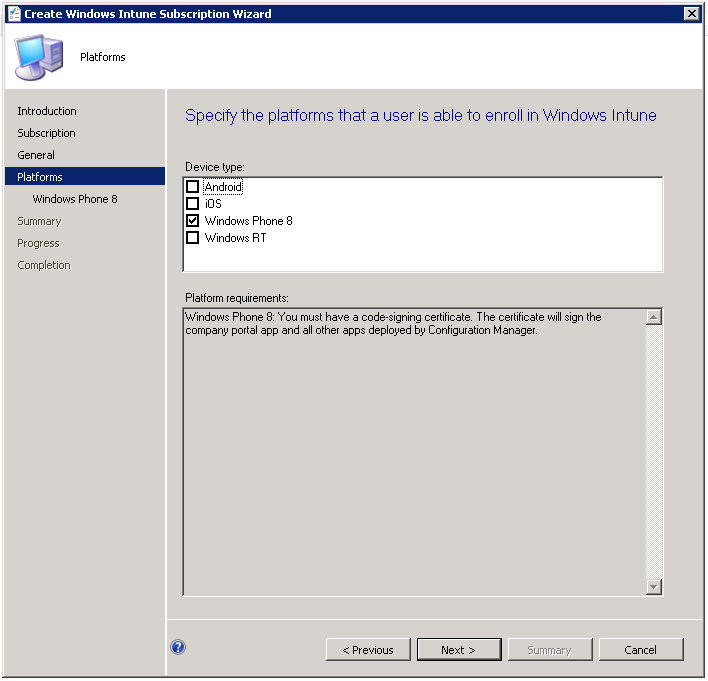 Create Windows Intune Subscription Wizard
Platforms
Introduction
Subscription
General
Platforms
Windows Phone 8
Summary
Progress
Completion
Specify the platforms that a user is able to enroll in Windows Intune
Device type:
Android
iOS
Windows Phone 8
Windows RT
Platform requirements:
Windows Phone 8: You must have a code-signing certificate. The certificate will sign the
company portal app and all other apps deployed by Configuration Manager.
?
< Previous
Next >
Summary
Cancel